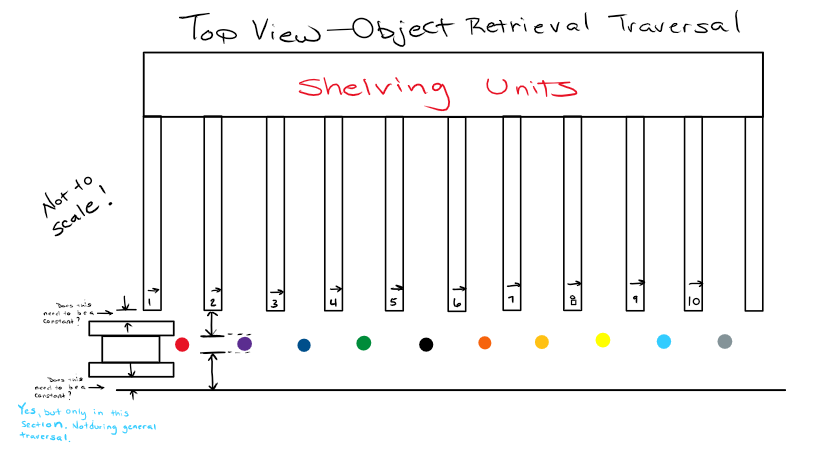 Top View - Object Retrieval Traversal
Shelving Units
Not to
scale!
1 2 3 4 5 6 7 8 9 10
Does this
need to be a
constant?
Does this
need to be a
constant?
Yes, but only in this
section. Not during general
traversal.